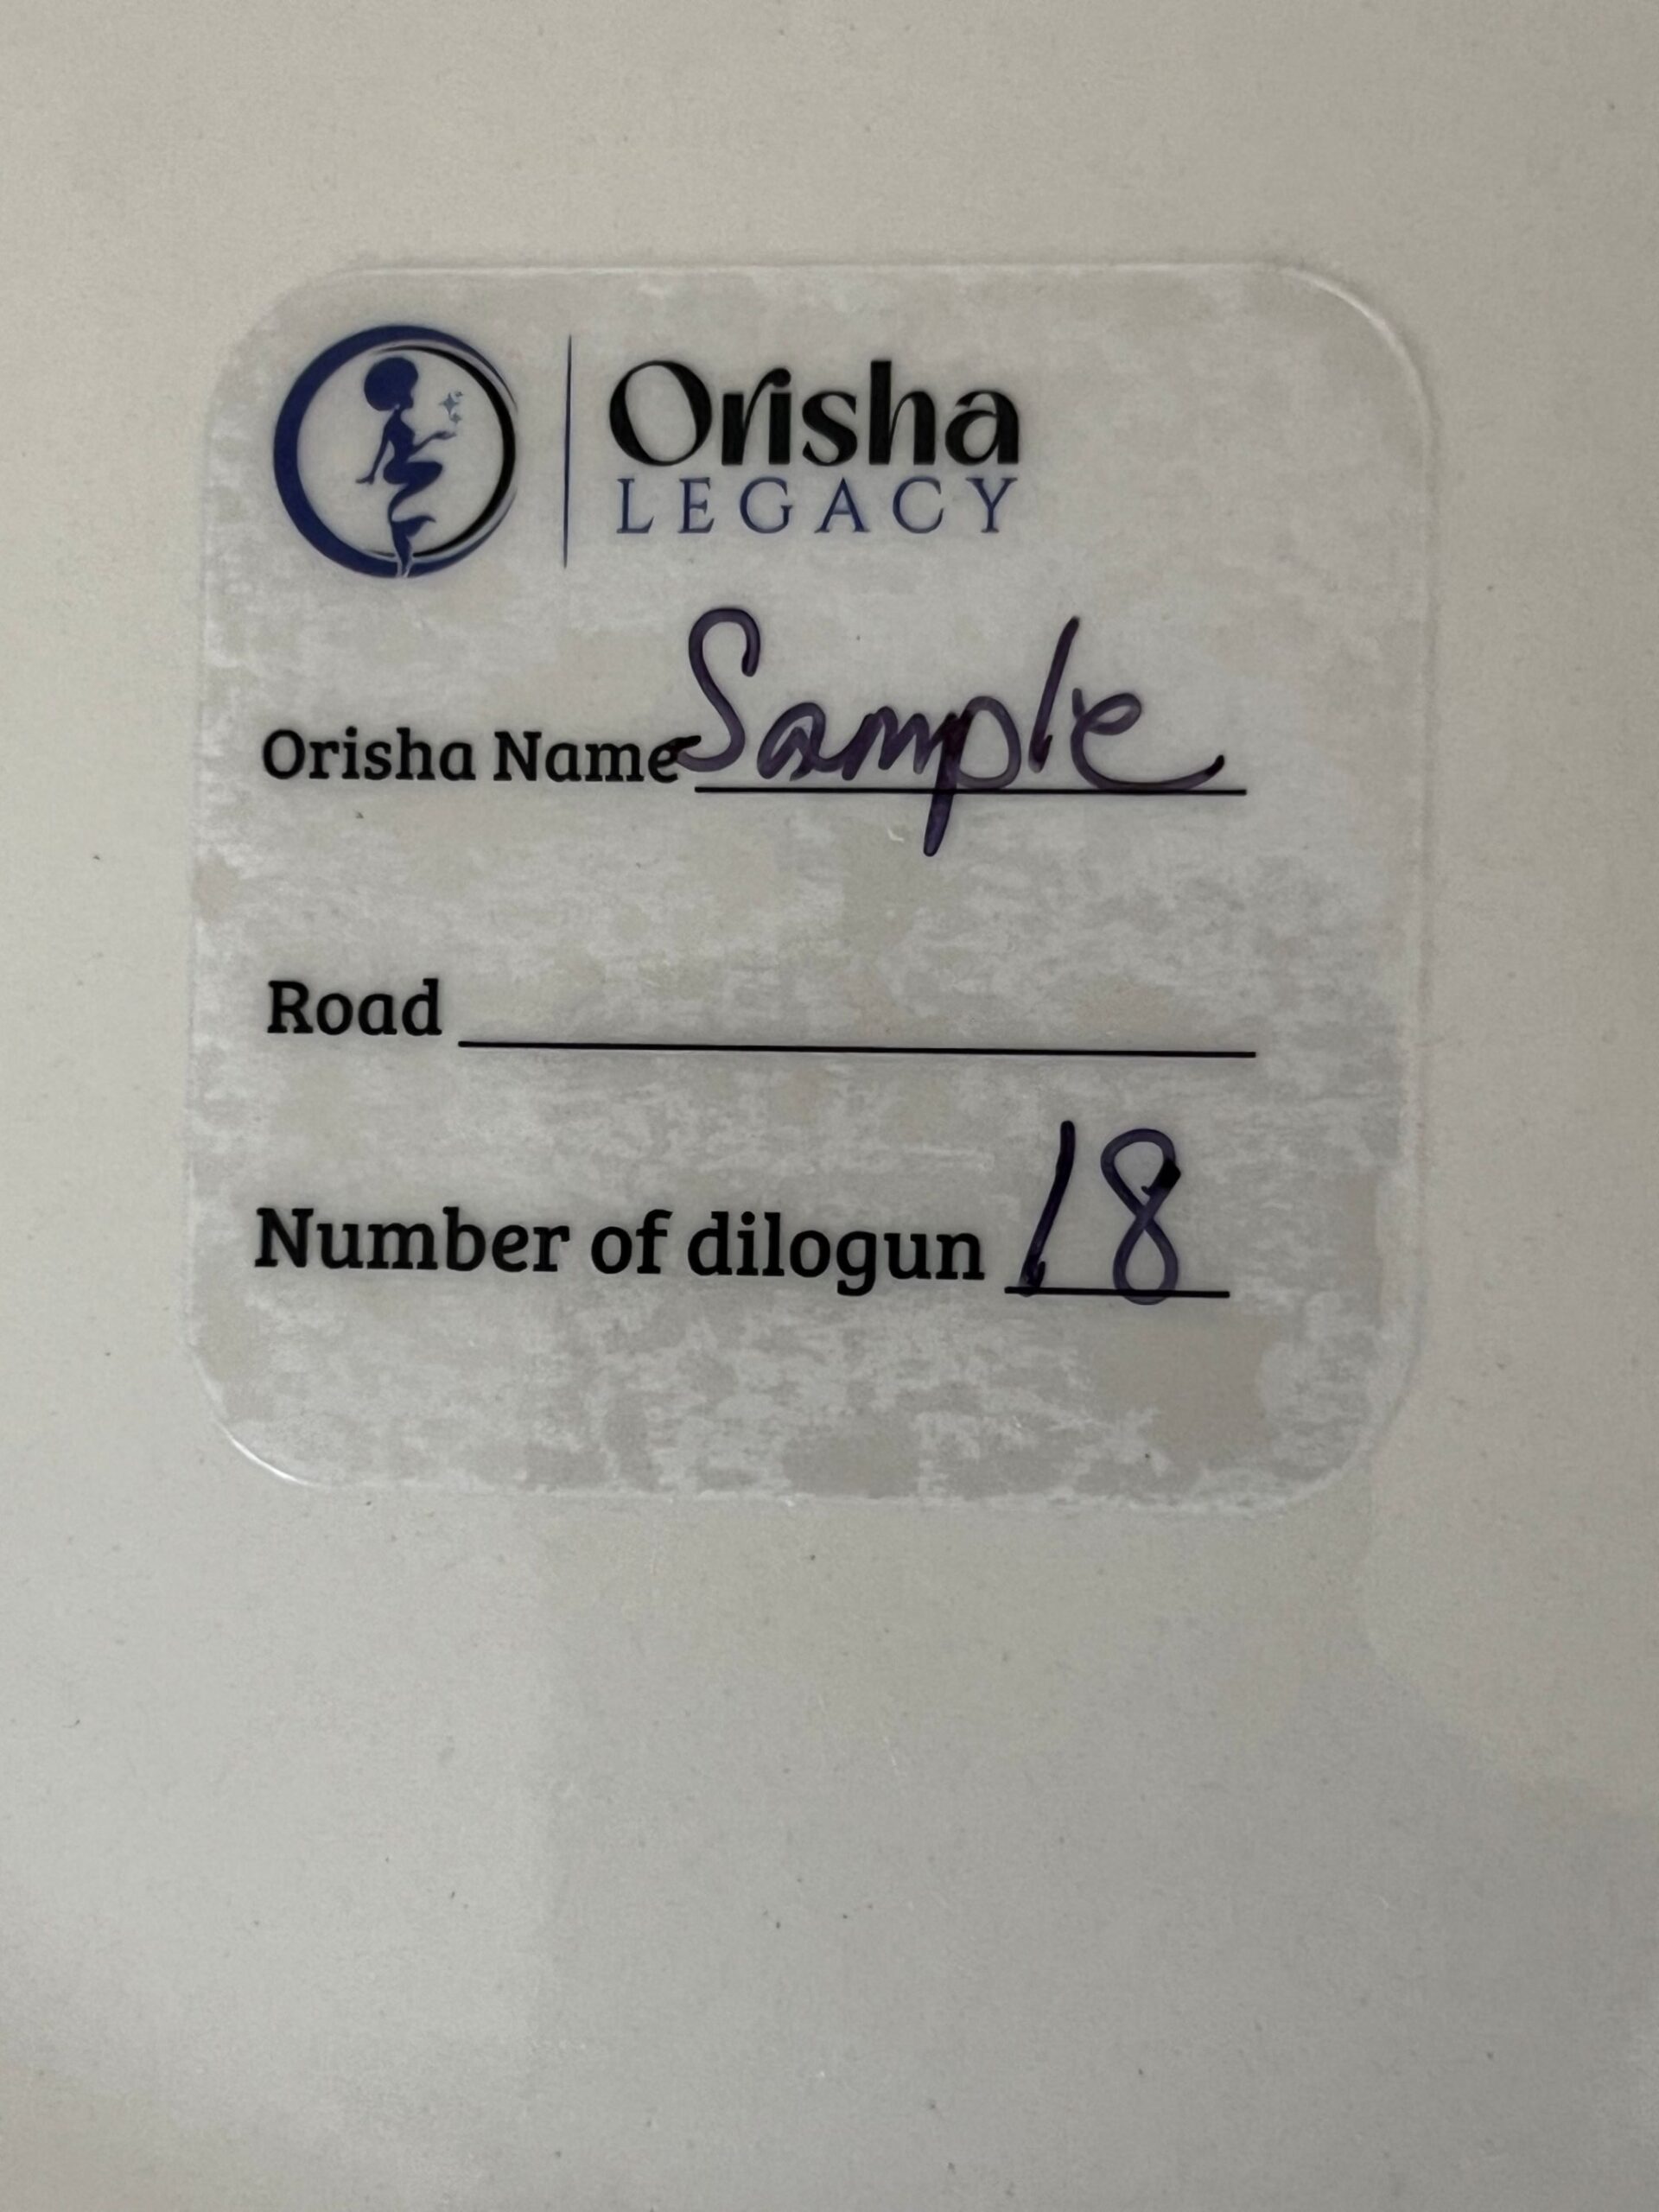 Orisha
LEGACY
Orisha Name Sample
Road
Number of dilogun 18